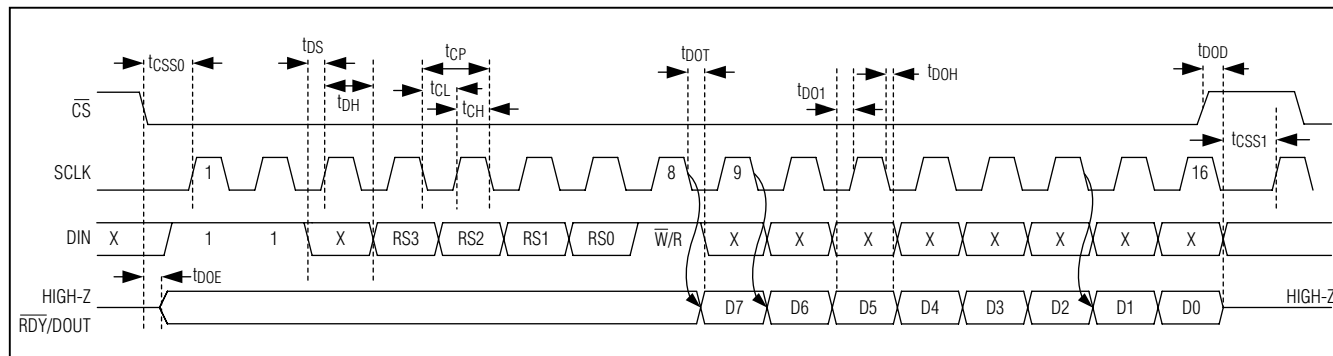 tDS tCP tDOT tDOD
tCSS0 tCL tDO1 tDOH
tDH tCH
CS tCSS1
SCLK 1 8 9 16
DIN X 1 1 X RS3 RS2 RS1 RS0 W/R X X X X X X X X
tDOE
HIGH-Z D7 D6 D5 D4 D3 D2 D1 D0 HIGH-Z
RDY/DOUT